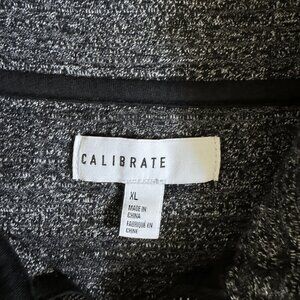 CALIBRATE
XL
MADE IN
CHINA
FABRIQUÉ EN
CHINE